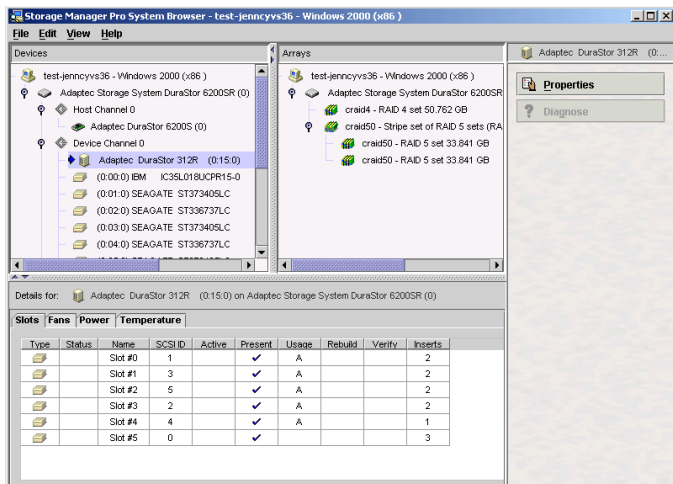 Storage Manager Pro System Browser - test-jenncyvs36 - Windows 2000 (x86 )
File Edit View Help
Devices
test-jenncyvs36 - Windows 2000 (x86 )
Adaptec Storage System DuraStor 6200SR (0)
Host Channel 0
Adaptec DuraStor 6200S (0)
Device Channel 0
Adaptec DuraStor 312R (0:15:0)
(0:00:0) IBM IC35L018UCPR15-0
(0:01:0) SEAGATE ST373405LC
(0:02:0) SEAGATE ST336737LC
(0:03:0) SEAGATE ST373405LC
(0:04:0) SEAGATE ST336737LC
Arrays
test-jenncyvs36 - Windows 2000 (x86 )
Adaptec Storage System DuraStor 6200SR
craid4 - RAID 4 set 50.762 GB
craid50 - Stripe set of RAID 5 sets (RA
craid50 - RAID 5 set 33.841 GB
craid50 - RAID 5 set 33.841 GB
Adaptec DuraStor 312R (0:...
Properties
? Diagnose
Details for: Adaptec DuraStor 312R (0:15:0) on Adaptec Storage System DuraStor 6200SR (0)
Slots Fans Power Temperature
Type Status Name SCSI ID Active Present Usage Rebuild Verify Inserts
Slot #0 1 ✓ A 2
Slot #1 3 ✓ A 2
Slot #2 5 ✓ A 2
Slot #3 2 ✓ A 2
Slot #4 4 ✓ A 1
Slot #5 0 ✓ 3